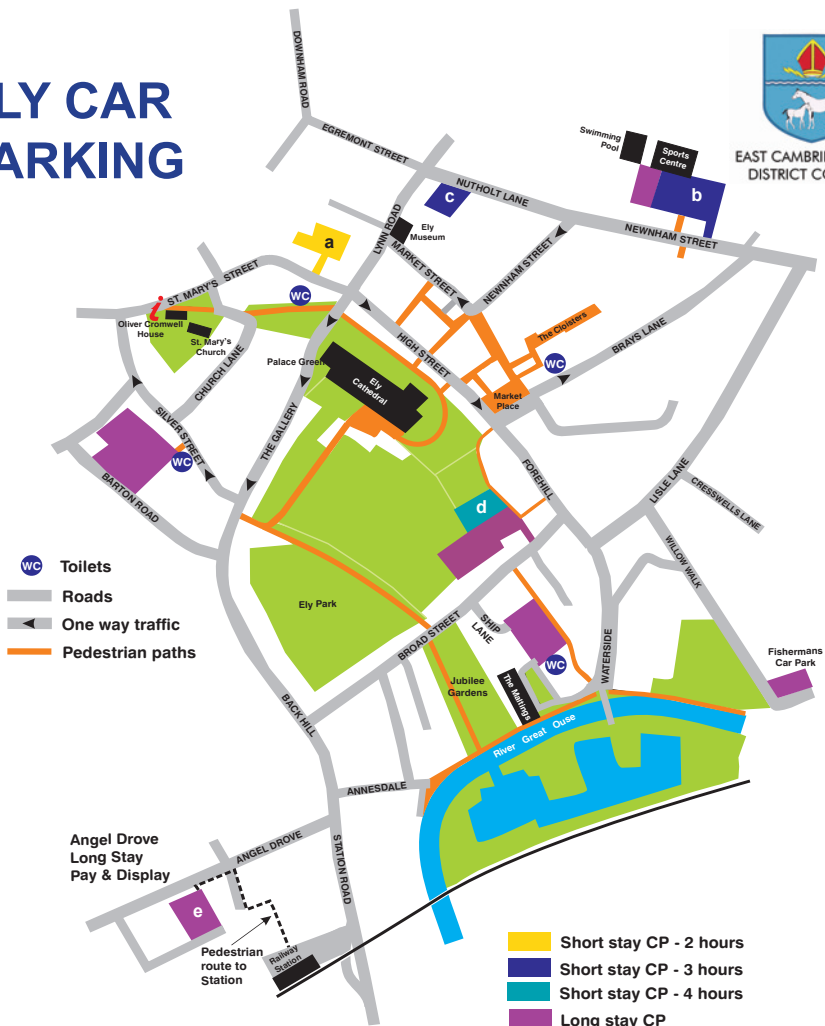 LY CAR
ARKING
EAST CAMBRI
DISTRICT CO
DOWNHAM ROAD
EGREMONT STREET
Swimming
Pool
Sports
Centre
b
c
NUTHOLT LANE
NEWNHAM STREET
LYNN ROAD
Ely
Museum
a
MARKET STREET
NEWNHAM STREET
ST. MARY'S STREET
WC
i
Oliver Cromwell
House
St. Mary's
Church
CHURCH LANE
Palace Green
HIGH STREET
The Cloisters
BRAYS LANE
WC
Ely
Cathedral
Market
Place
SILVER STREET
WC
THE GALLERY
BARTON ROAD
FOREHILL
LISLE LANE
CRESSWELLS LANE
d
WILLOW WALK
WC
Toilets
Roads
One way traffic
Pedestrian paths
Ely Park
BROAD STREET
SHIP
LANE
WC
WATERSIDE
Fishermans
Car Park
Jubilee
Gardens
The Maltings
BACK HILL
River Great Ouse
ANNESDALE
Angel Drove
Long Stay
Pay & Display
ANGEL DROVE
STATION ROAD
e
Pedestrian
route to
Station
Railway
Station
Short stay CP - 2 hours
Short stay CP - 3 hours
Short stay CP - 4 hours
Long stay CP